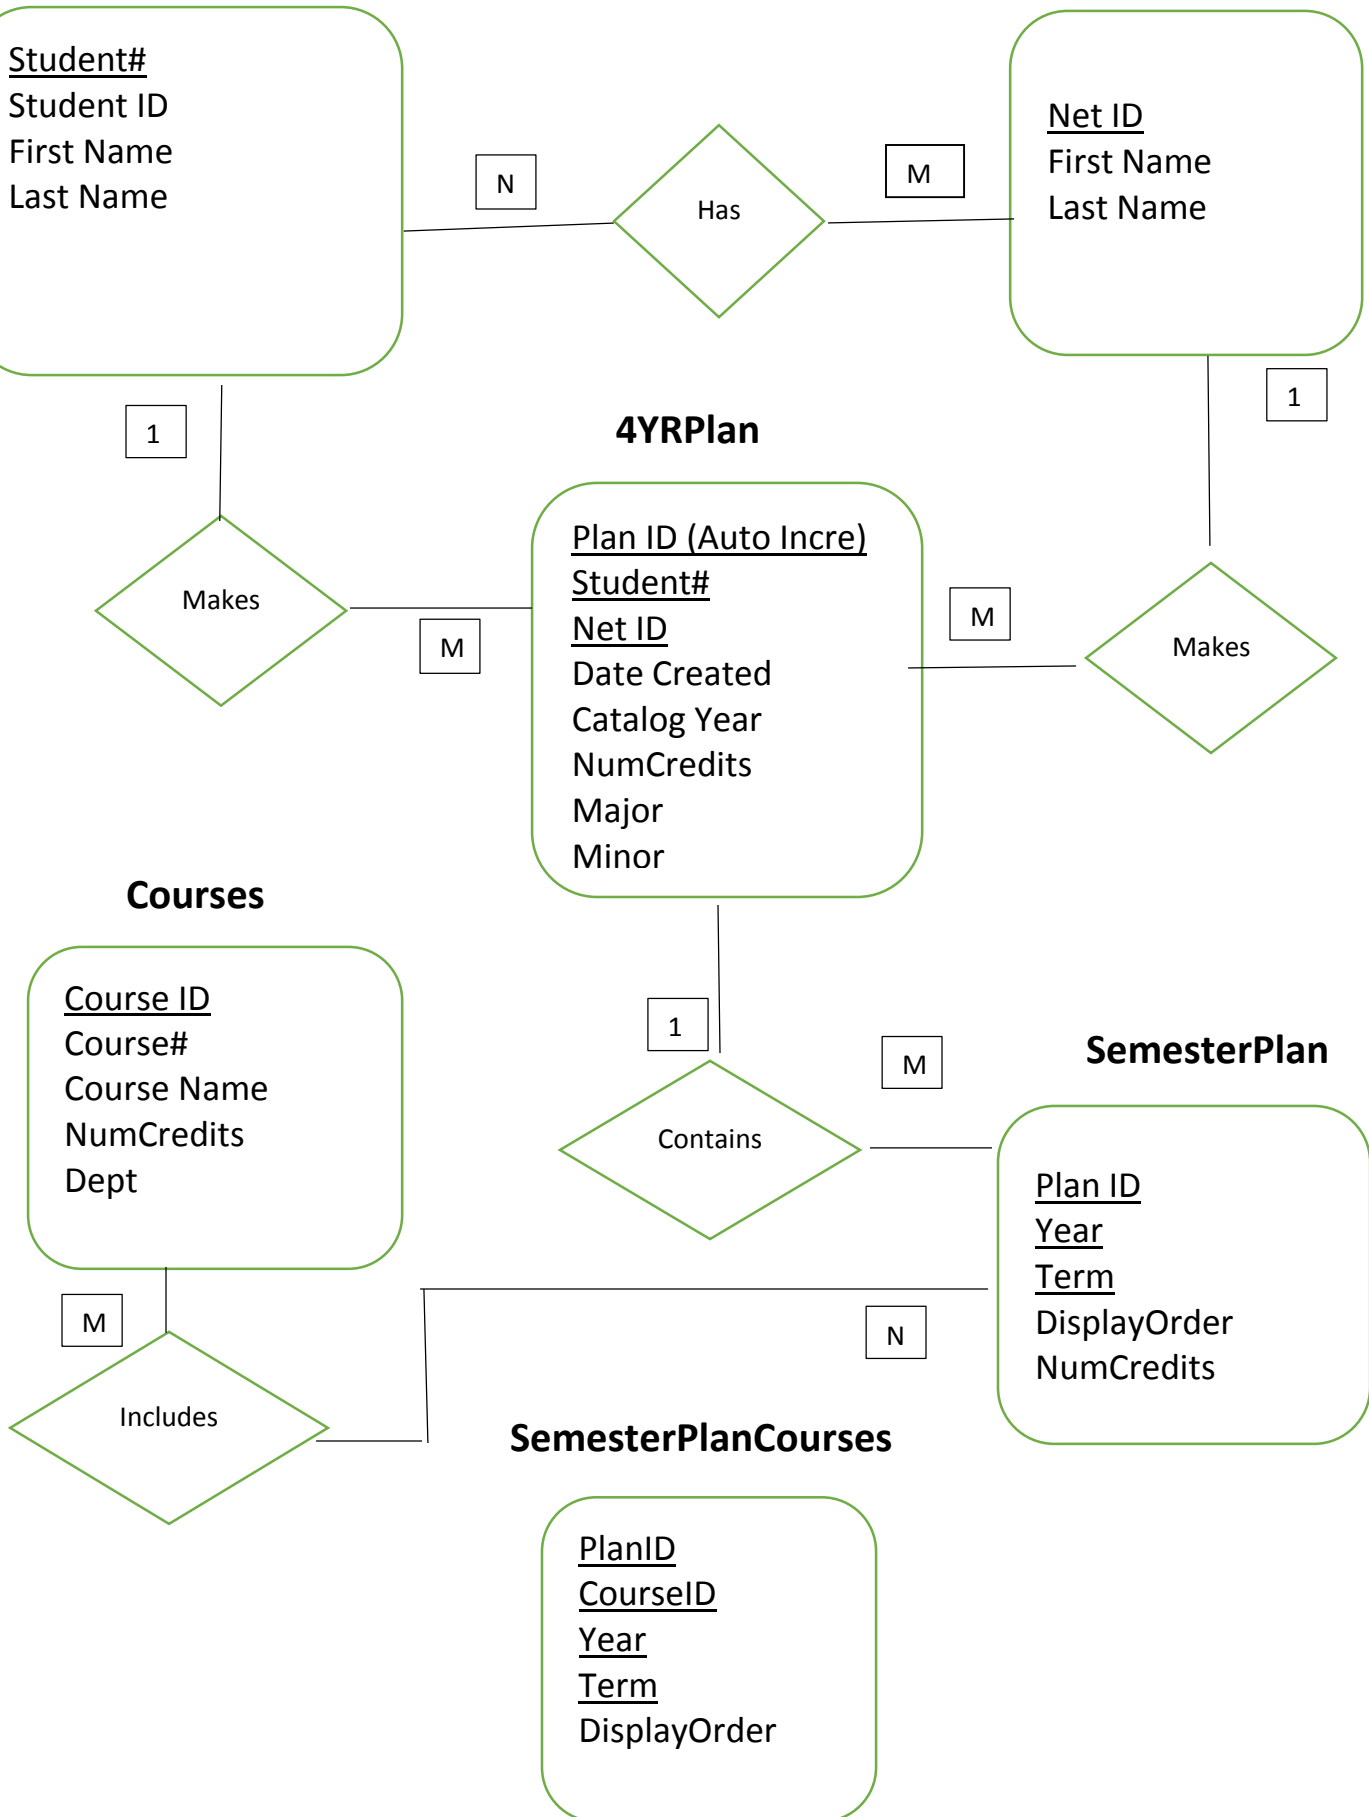 Student#
Student ID
First Name
Last Name
N
Has
M
Net ID
First Name
Last Name
1
4YRPlan
1
Plan ID (Auto Incre)
Student#
Net ID
Date Created
Catalog Year
NumCredits
Major
Minor
Makes
M
M
Makes
Courses
Course ID
Course#
Course Name
NumCredits
Dept
1
M
SemesterPlan
Contains
Plan ID
Year
Term
DisplayOrder
NumCredits
M
N
Includes
SemesterPlanCourses
PlanID
CourseID
Year
Term
DisplayOrder